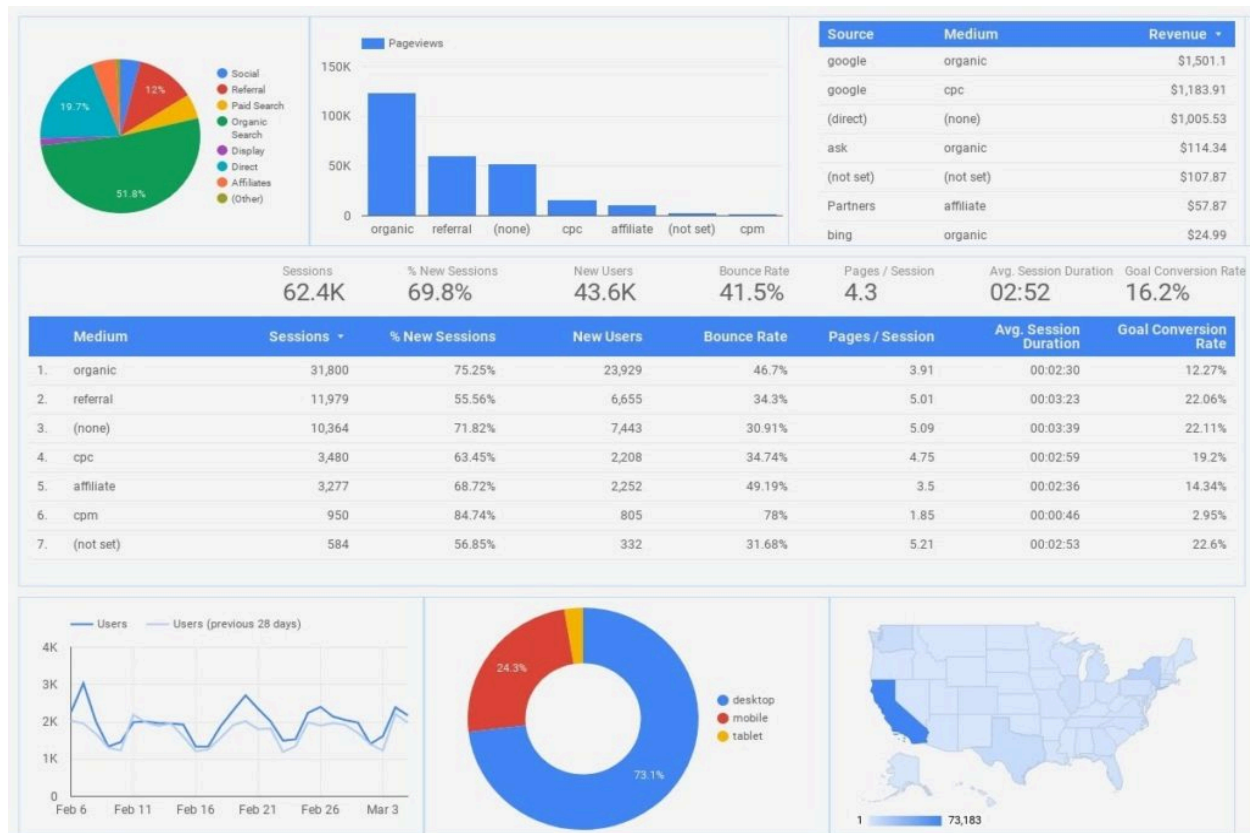 Social
Referral
Paid Search
Organic
Search
Display
Direct
Affiliates
(Other)
12%
19.7%
51.8%
Pageviews
150K
100K
50K
0
organic referral (none) cpc affiliate (not set) cpm
Source Medium Revenue
google organic $1,501.1
google cpc $1,183.91
(direct) (none) $1,005.53
ask organic $114.34
(not set) (not set) $107.87
Partners affiliate $57.87
bing organic $24.99
Sessions % New Sessions New Users Bounce Rate Pages / Session Avg. Session Duration Goal Conversion Rate
62.4K 69.8% 43.6K 41.5% 4.3 02:52 16.2%
Medium Sessions % New Sessions New Users Bounce Rate Pages / Session Avg. Session Duration Goal Conversion Rate
1. organic 31,800 75.25% 23,929 46.7% 3.91 00:02:30 12.27%
2. referral 11,979 55.56% 6,655 34.3% 5.01 00:03:23 22.06%
3. (none) 10,364 71.82% 7,443 30.91% 5.09 00:03:39 22.11%
4. cpc 3,480 63.45% 2,208 34.74% 4.75 00:02:59 19.2%
5. affiliate 3,277 68.72% 2,252 49.19% 3.5 00:02:36 14.34%
6. cpm 950 84.74% 805 78% 1.85 00:00:46 2.95%
7. (not set) 584 56.85% 332 31.68% 5.21 00:02:53 22.6%
Users Users (previous 28 days)
4K
3K
2K
1K
0
Feb 6 Feb 11 Feb 16 Feb 21 Feb 26 Mar 3
24.3%
73.1%
desktop
mobile
tablet
1 73,183